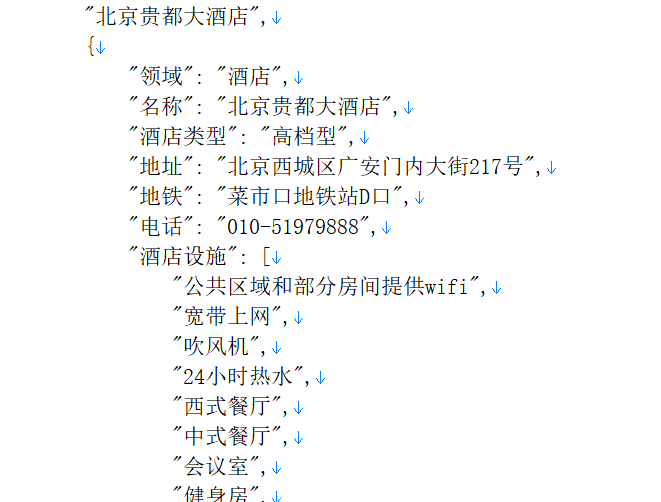 "北京贵都大酒店",↓
{↓
"领域": "酒店",↓
"名称": "北京贵都大酒店",↓
"酒店类型": "高档型",↓
"地址": "北京西城区广安门内大街217号",↓
"地铁": "菜市口地铁站D口",↓
"电话": "010-51979888",↓
"酒店设施": [↓
"公共区域和部分房间提供wifi",↓
"宽带上网",↓
"吹风机",↓
"24小时热水",↓
"西式餐厅",↓
"中式餐厅",↓
"会议室",↓
"健身房",↓